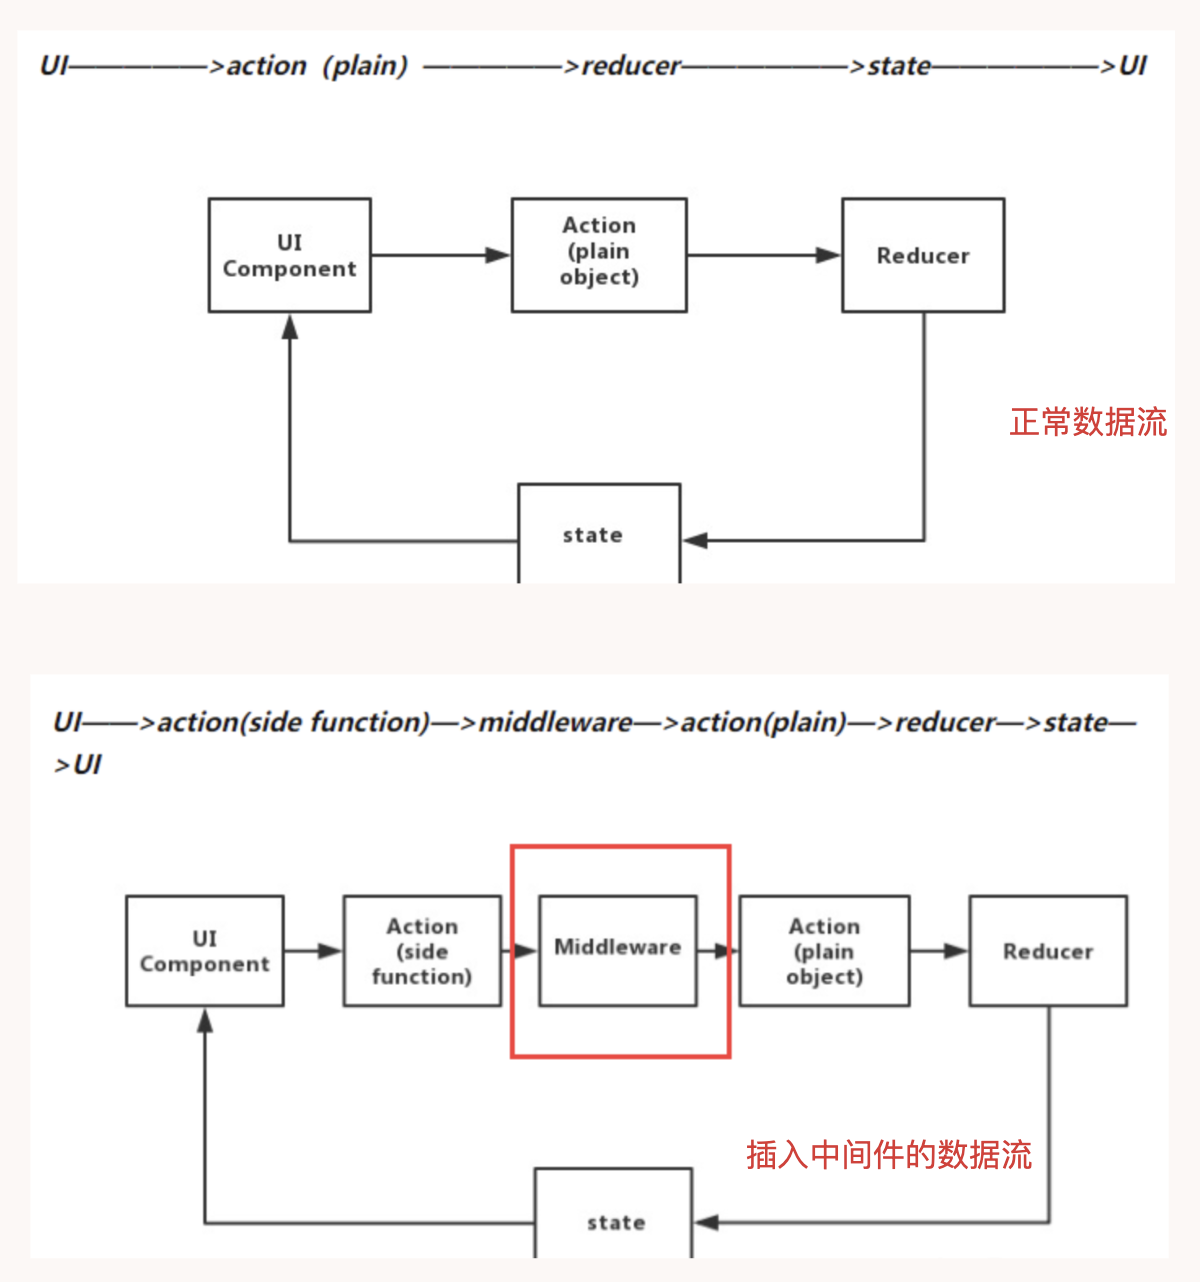 UI—————>action（plain）—————>reducer——————>state——————>UI
UI
Component
Action
(plain
object)
Reducer
正常数据流
state
UI——>action(side function)—>middleware—>action(plain)—>reducer—>state—
>UI
UI
Component
Action
(side
function)
Middleware
Action
(plain
object)
Reducer
插入中间件的数据流
state